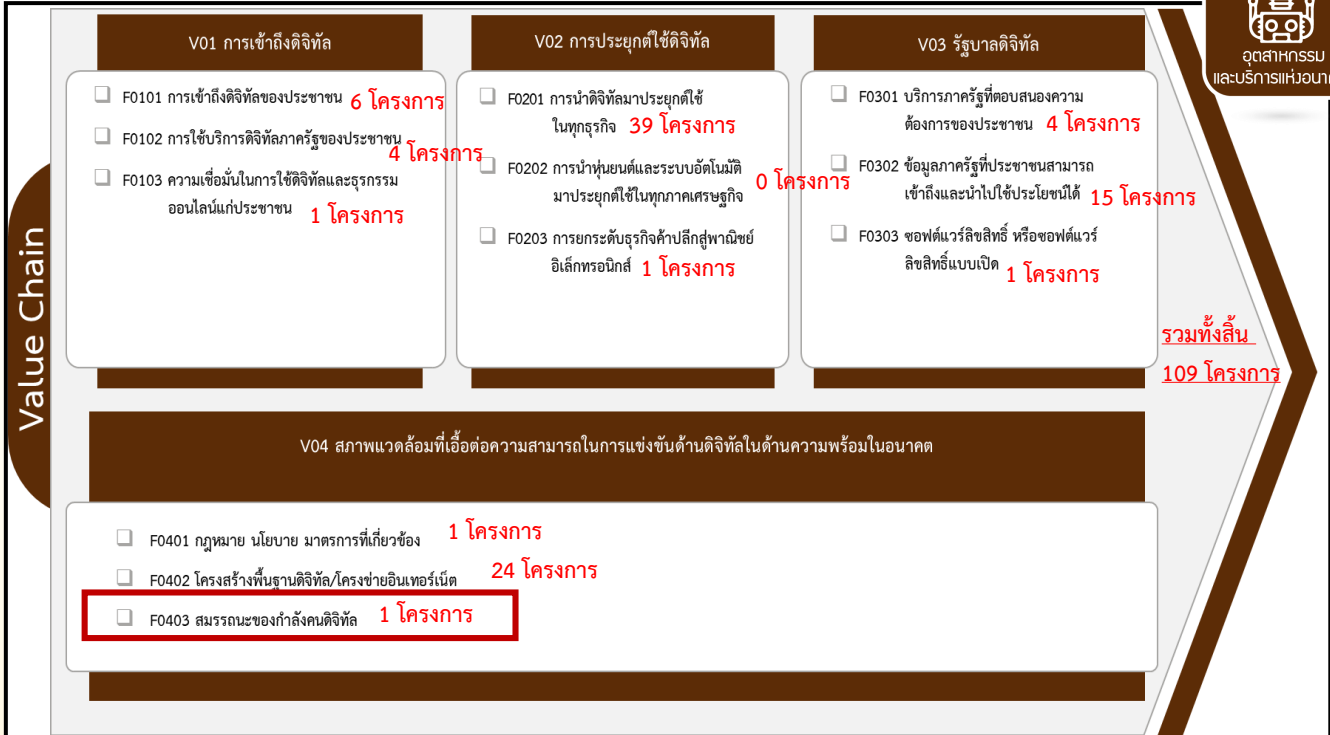 อุตสาหกรรม
และบริการแห่งอนาค
Value Chain
V01 การเข้าถึงดิจิทัล
F0101 การเข้าถึงดิจิทัลของประชาชน 6 โครงการ
F0102 การใช้บริการดิจิทัลภาครัฐของประชาชน
4 โครงการ
F0103 ความเชื่อมั่นในการใช้ดิจิทัลและธุรกรรม
ออนไลน์แก่ประชาชน 1 โครงการ
V02 การประยุกต์ใช้ดิจิทัล
F0201 การนำดิจิทัลมาประยุกต์ใช้
ในทุกธุรกิจ 39 โครงการ
F0202 การนำหุ่นยนต์และระบบอัตโนมัติ
มาประยุกต์ใช้ในทุกภาคเศรษฐกิจ 0 โครงการ
F0203 การยกระดับธุรกิจค้าปลีกสู่พาณิชย์
อิเล็กทรอนิกส์ 1 โครงการ
V03 รัฐบาลดิจิทัล
F0301 บริการภาครัฐที่ตอบสนองความ
ต้องการของประชาชน 4 โครงการ
F0302 ข้อมูลภาครัฐที่ประชาชนสามารถ
เข้าถึงและนำไปใช้ประโยชน์ได้ 15 โครงการ
F0303 ซอฟต์แวร์ลิขสิทธิ์ หรือซอฟต์แวร์
ลิขสิทธิ์แบบเปิด 1 โครงการ
รวมทั้งสิ้น
109 โครงการ
V04 สภาพแวดล้อมที่เอื้อต่อความสามารถในการแข่งขันด้านดิจิทัลในด้านความพร้อมในอนาคต
F0401 กฎหมาย นโยบาย มาตรการที่เกี่ยวข้อง 1 โครงการ
F0402 โครงสร้างพื้นฐานดิจิทัล/โครงข่ายอินเทอร์เน็ต 24 โครงการ
F0403 สมรรถนะของกำลังคนดิจิทัล 1 โครงการ